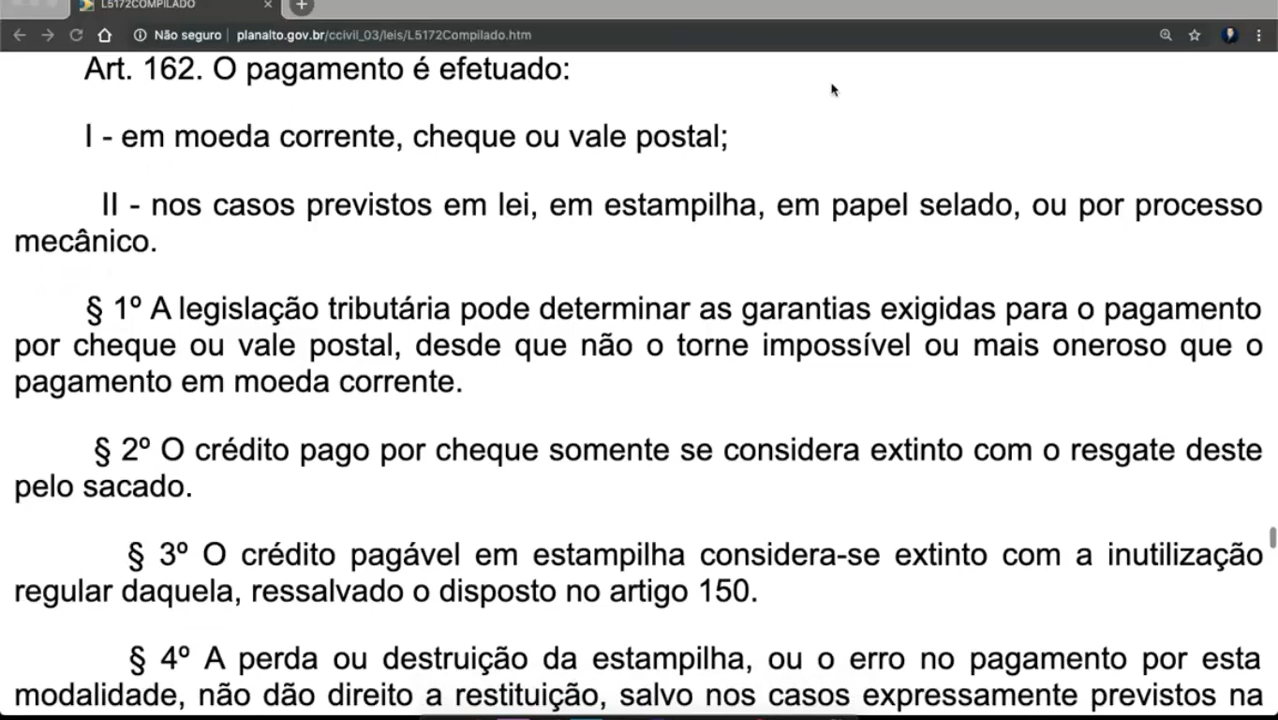 L5172COMPILADO
Não seguro | planalto.gov.br/ccivil_03/leis/L5172Compilado.htm
Art. 162. O pagamento é efetuado:
I - em moeda corrente, cheque ou vale postal;
II - nos casos previstos em lei, em estampilha, em papel selado, ou por processo
mecânico.
§ 1º A legislação tributária pode determinar as garantias exigidas para o pagamento
por cheque ou vale postal, desde que não o torne impossível ou mais oneroso que o
pagamento em moeda corrente.
§ 2º O crédito pago por cheque somente se considera extinto com o resgate deste
pelo sacado.
§ 3º O crédito pagável em estampilha considera-se extinto com a inutilização
regular daquela, ressalvado o disposto no artigo 150.
§ 4º A perda ou destruição da estampilha, ou o erro no pagamento por esta
modalidade, não dão direito a restituição, salvo nos casos expressamente previstos na